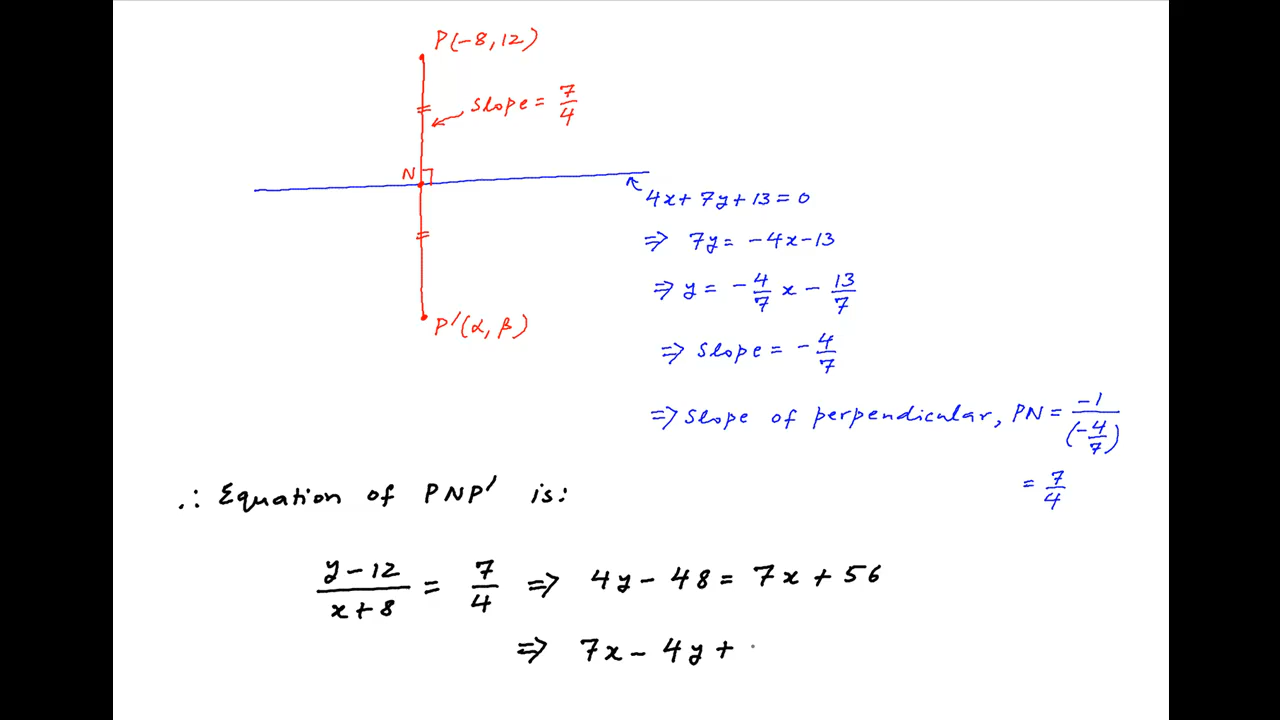 P(-8, 12)
slope = 7/4
N
4x + 7y + 13 = 0
⇒ 7y = -4x - 13
⇒ y = -4/7 x - 13/7
P′(α, β)
⇒ slope = -4/7
⇒ slope of perpendicular, PN = -1/(-4/7)
= 7/4
∴ Equation of PNP′ is:
(y - 12)/(x + 8) = 7/4 ⇒ 4y - 48 = 7x + 56
⇒ 7x - 4y +